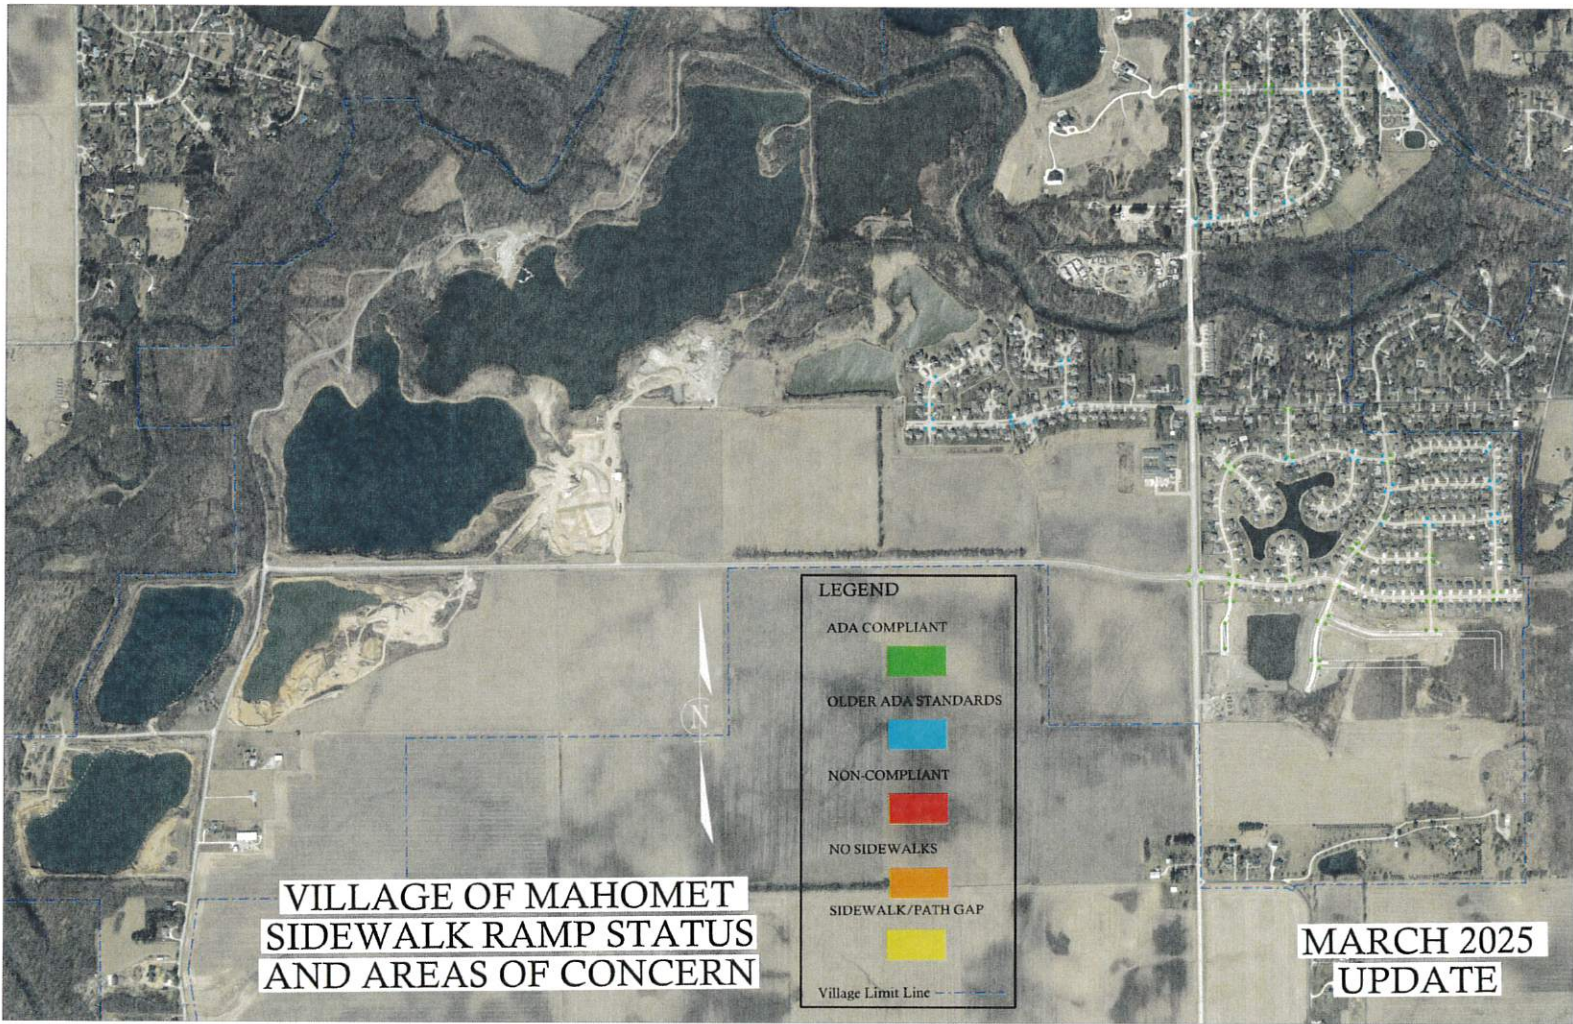 LEGEND
ADA COMPLIANT
OLDER ADA STANDARDS
NON-COMPLIANT
NO SIDEWALKS
SIDEWALK/PATH GAP
Village Limit Line
N
VILLAGE OF MAHOMET
SIDEWALK RAMP STATUS
AND AREAS OF CONCERN
MARCH 2025
UPDATE